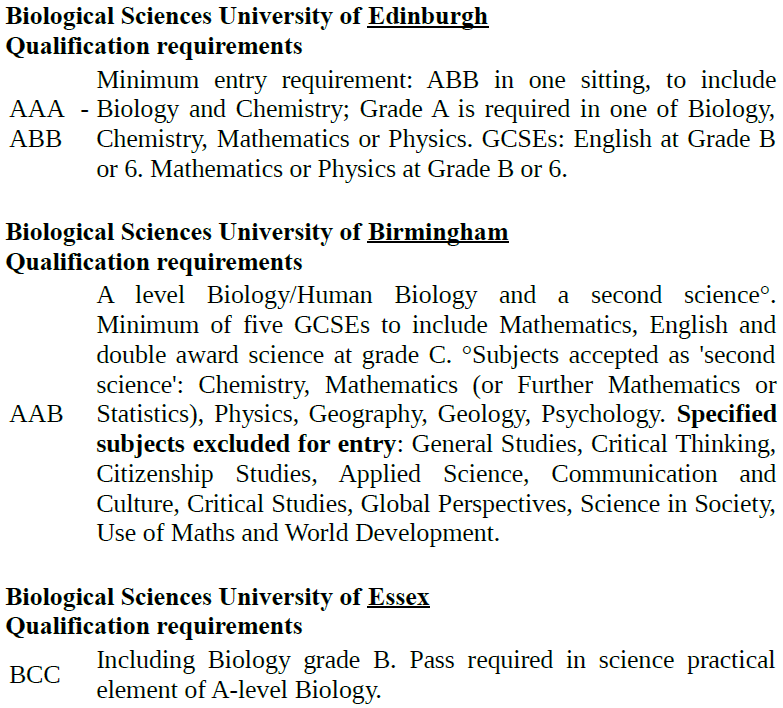 Biological Sciences University of Edinburgh
Qualification requirements
Minimum entry requirement: ABB in one sitting, to include
AAA - Biology and Chemistry; Grade A is required in one of Biology,
ABB Chemistry, Mathematics or Physics. GCSEs: English at Grade B
or 6. Mathematics or Physics at Grade B or 6.
Biological Sciences University of Birmingham
Qualification requirements
A level Biology/Human Biology and a second science°.
Minimum of five GCSEs to include Mathematics, English and
double award science at grade C. °Subjects accepted as 'second
science': Chemistry, Mathematics (or Further Mathematics or
AAB Statistics), Physics, Geography, Geology, Psychology. Specified
subjects excluded for entry: General Studies, Critical Thinking,
Citizenship Studies, Applied Science, Communication and
Culture, Critical Studies, Global Perspectives, Science in Society,
Use of Maths and World Development.
Biological Sciences University of Essex
Qualification requirements
BCC Including Biology grade B. Pass required in science practical
element of A-level Biology.